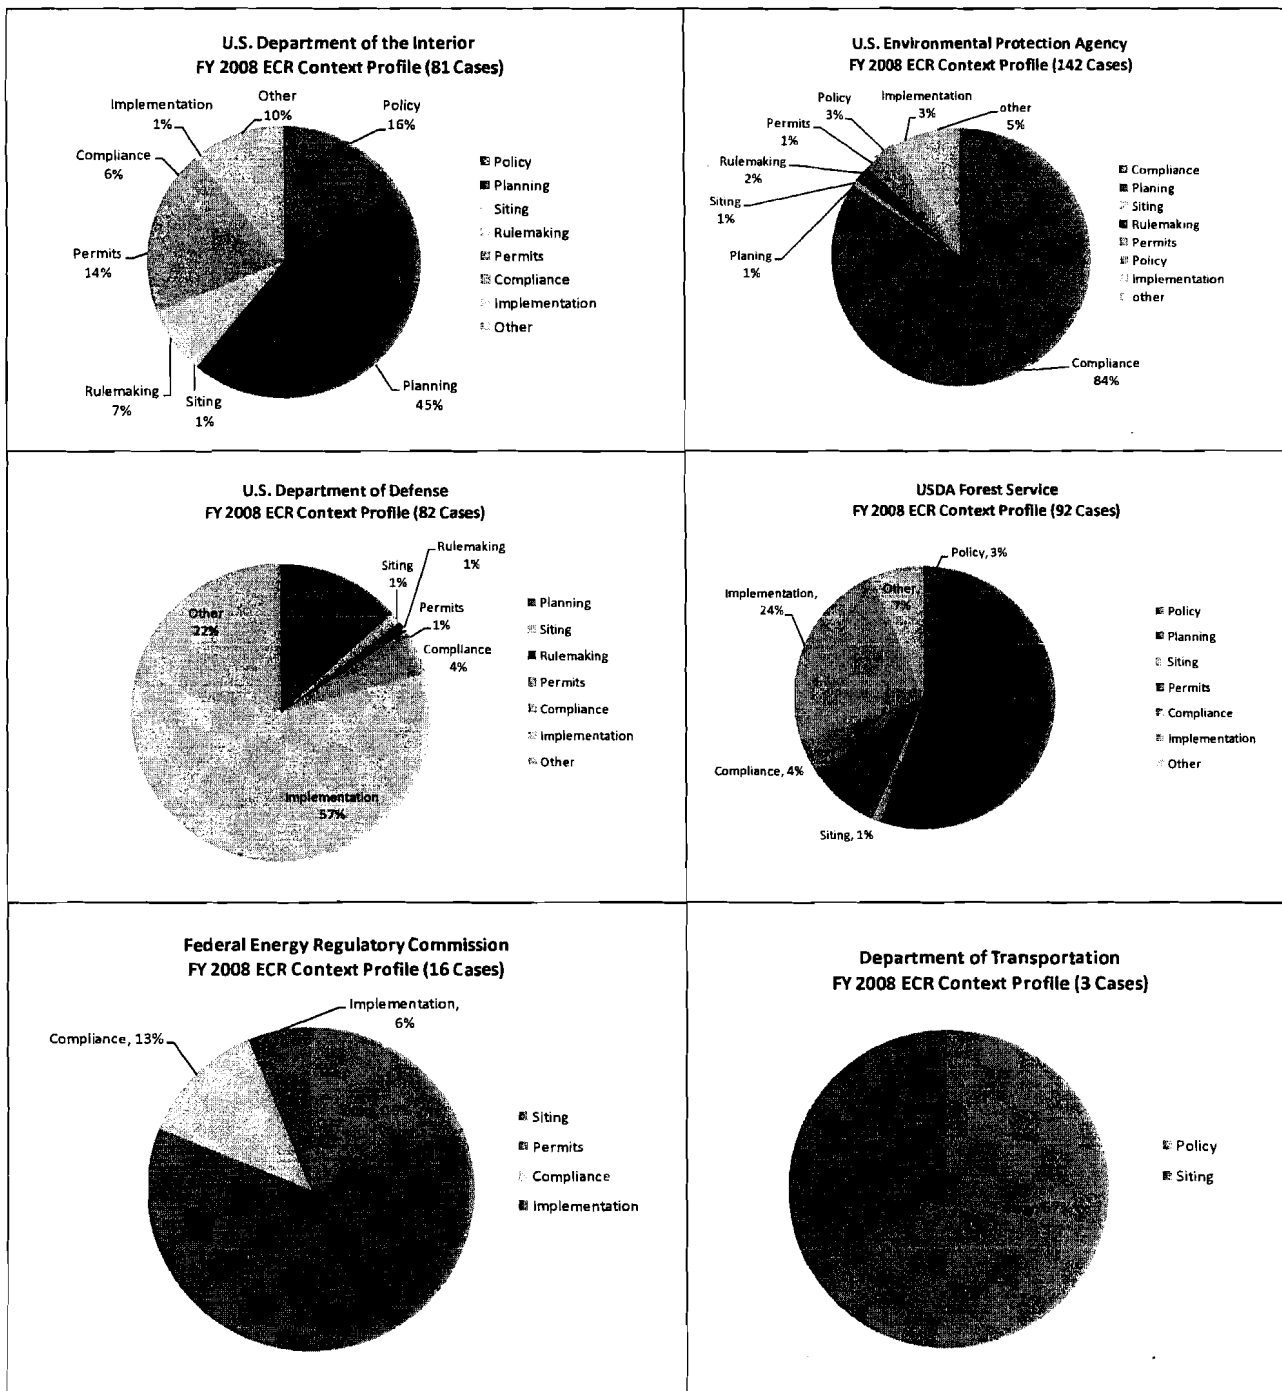 U.S. Department of the Interior
FY 2008 ECR Context Profile (81 Cases)
Other
10%
Policy
16%
Implementation
1%
Compliance
6%
Permits
14%
Rulemaking
7%
Siting
1%
Planning
45%
Policy
Planning
Siting
Rulemaking
Permits
Compliance
Implementation
Other
U.S. Environmental Protection Agency
FY 2008 ECR Context Profile (142 Cases)
Policy
3%
Implementation
3%
other
5%
Permits
1%
Rulemaking
2%
Siting
1%
Planing
1%
Compliance
84%
Compliance
Planing
Siting
Rulemaking
Permits
Policy
Implementation
other
U.S. Department of Defense
FY 2008 ECR Context Profile (82 Cases)
Rulemaking
1%
Siting
1%
Permits
1%
Compliance
4%
Other
22%
Implementation
57%
Planning
Siting
Rulemaking
Permits
Compliance
Implementation
Other
USDA Forest Service
FY 2008 ECR Context Profile (92 Cases)
Policy, 3%
Other,
7%
Implementation,
24%
Compliance, 4%
Siting, 1%
Policy
Planning
Siting
Permits
Compliance
Implementation
Other
Federal Energy Regulatory Commission
FY 2008 ECR Context Profile (16 Cases)
Implementation,
6%
Compliance, 13%
Siting
Permits
Compliance
Implementation
Department of Transportation
FY 2008 ECR Context Profile (3 Cases)
Policy
Siting